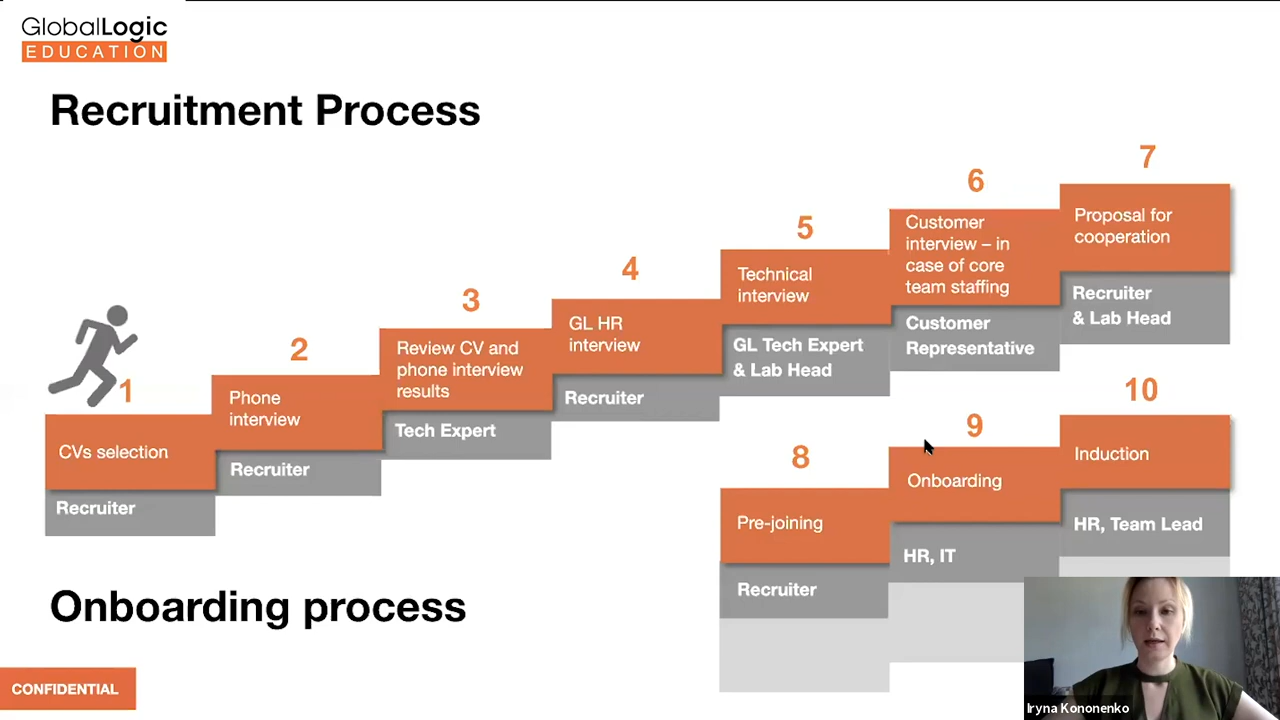 GlobalLogic
EDUCATION
Recruitment Process
1
CVs selection
Recruiter
2
Phone
interview
Recruiter
3
Review CV and
phone interview
results
Tech Expert
4
GL HR
interview
Recruiter
5
Technical
interview
GL Tech Expert
& Lab Head
6
Customer
interview – in
case of core
team staffing
Customer
Representative
7
Proposal for
cooperation
Recruiter
& Lab Head
Onboarding process
8
Pre-joining
Recruiter
9
Onboarding
HR, IT
10
Induction
HR, Team Lead
CONFIDENTIAL
Iryna Kononenko